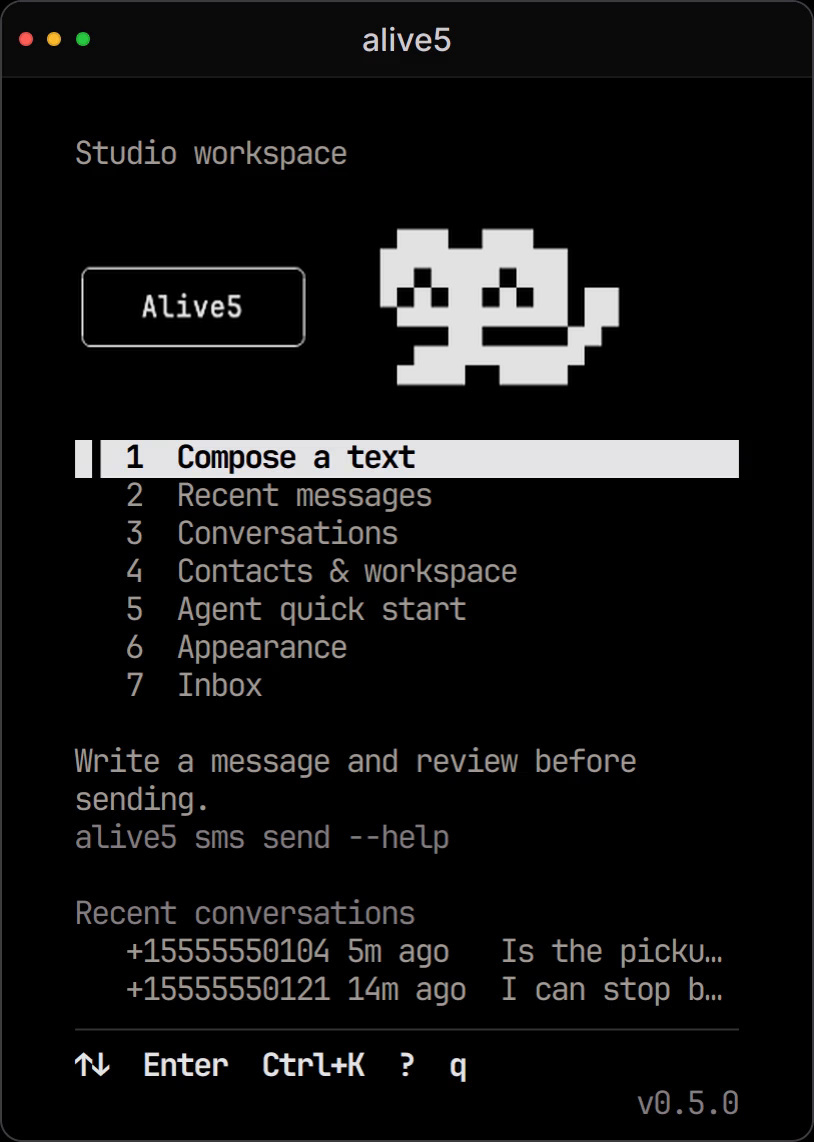 alive5
Studio workspace
Alive5
1 Compose a text
2 Recent messages
3 Conversations
4 Contacts & workspace
5 Agent quick start
6 Appearance
7 Inbox
Write a message and review before
sending.
alive5 sms send --help
Recent conversations
+15555550104 5m ago Is the picku…
+15555550121 14m ago I can stop b…
↑↓ Enter Ctrl+K ? q
v0.5.0